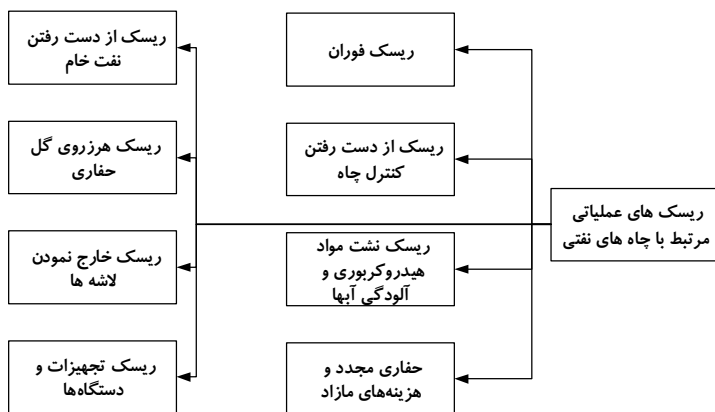 ریسک های عملیاتی
مرتبط با چاه های نفتی
ریسک فوران
ریسک از دست رفتن
کنترل چاه
ریسک نشت مواد
هیدروکربوری و
آلودگی آبها
حفاری مجدد و
هزینه‌های مازاد
ریسک از دست رفتن
نفت خام
ریسک هرزروی گل
حفاری
ریسک خارج نمودن
لاشه ها
ریسک تجهیزات و
دستگاه‌ها